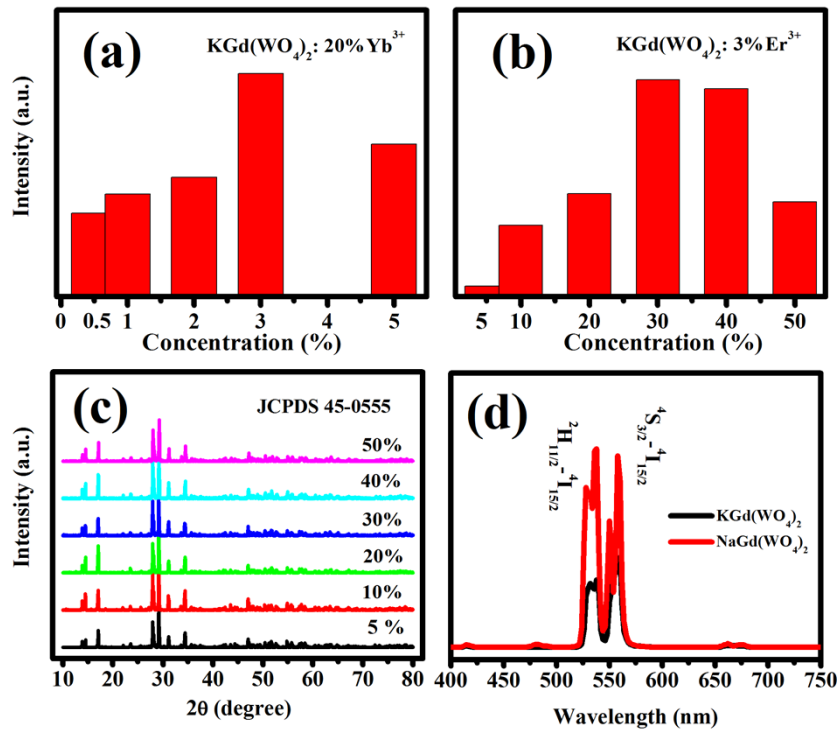 (a)
KGd(WO₄)₂: 20%Yb³⁺
Intensity (a.u.)
0 0.5 1 2 3 5
Concentration (%)
(b)
KGd(WO₄)₂: 3%Er³⁺
5 10 20 30 40 50
Concentration (%)
(c)
JCPDS 45-0555
50%
40%
30%
20%
10%
5 %
Intensity (a.u.)
10 20 30 40 50 60 70 80
2θ (degree)
(d)
²H₁₁/₂-⁴I₁₅/₂
⁴S₃/₂-⁴I₁₅/₂
KGd(WO₄)₂
NaGd(WO₄)₂
400 450 500 550 600 650 700 750
Wavelength (nm)